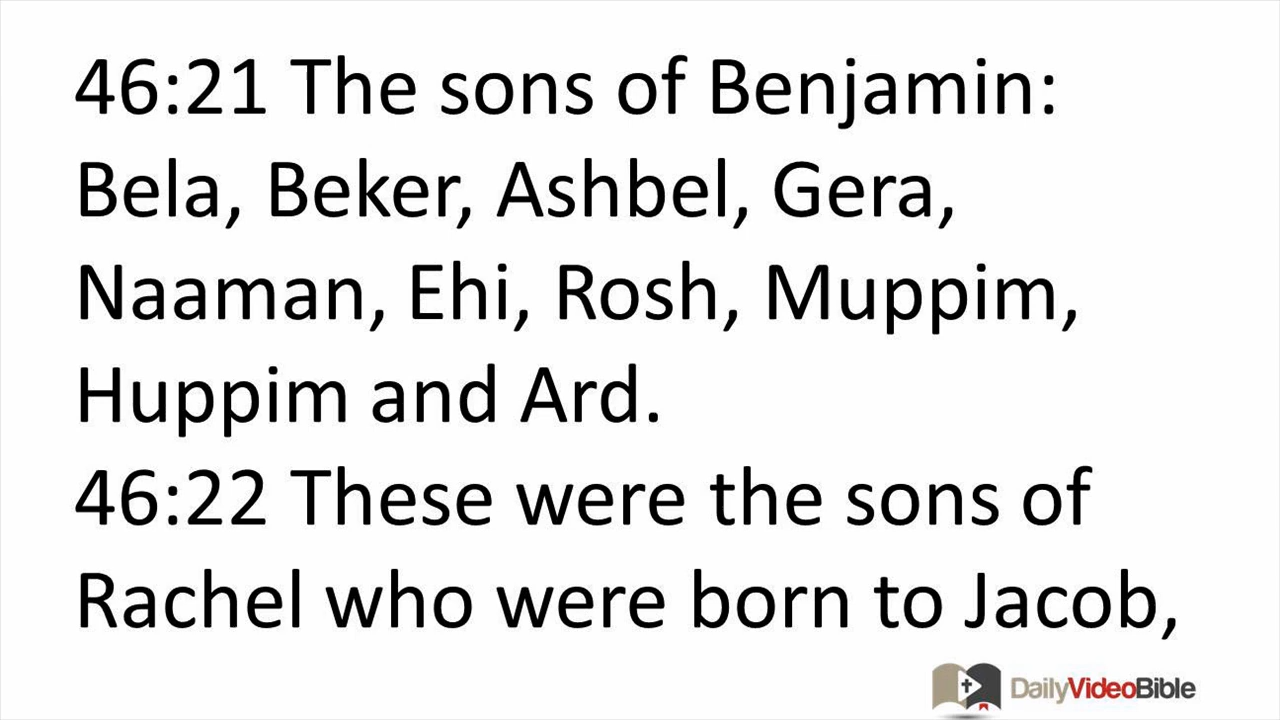 46:21 The sons of Benjamin:
Bela, Beker, Ashbel, Gera,
Naaman, Ehi, Rosh, Muppim,
Huppim and Ard.
46:22 These were the sons of
Rachel who were born to Jacob,
DailyVideoBible